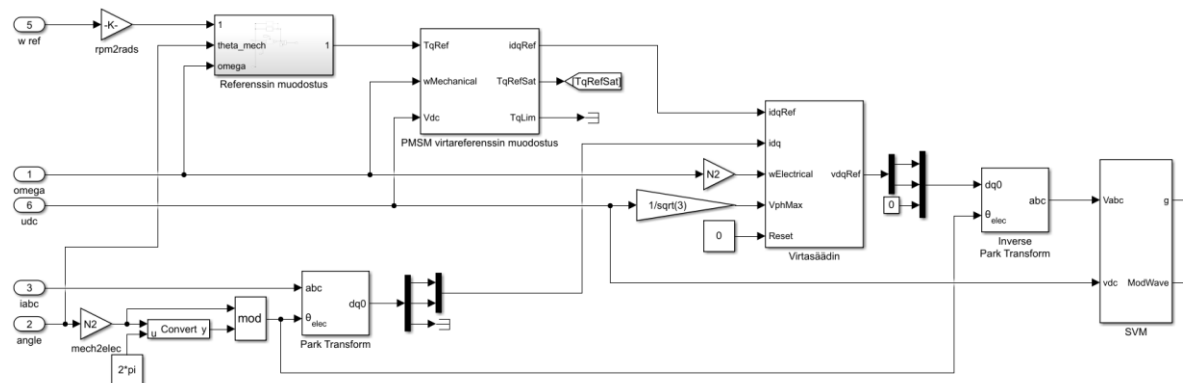 5
w ref
-K-
rpm2rads
1
theta_mech
omega
1
Referenssin muodostus
TqRef
wMechanical
Vdc
idqRef
TqRefSat
TqLim
[TqRefSat]
PMSM virtareferenssin muodostus
1
omega
6
udc
N2
1/sqrt(3)
0
idqRef
idq
wElectrical
VphMax
Reset
vdqRef
Virtasäädin
0
dq0
θelec
abc
Inverse
Park Transform
Vabc
vdc
g
ModWave
SVM
3
iabc
2
angle
N2
mech2elec
2*pi
u Convert y
mod
abc
θelec
dq0
Park Transform